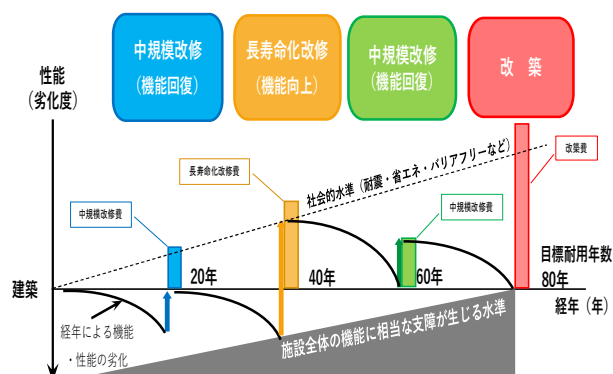 中規模改修
（機能回復）
長寿命化改修
（機能向上）
中規模改修
（機能回復）
改　築
性能
（劣化度）
改築費
長寿命化改修費
社会的水準（耐震・省エネ・バリアフリーなど）
中規模改修費
中規模改修費
目標耐用年数
20年
40年
60年
80年
建築
経年（年）
経年による機能
・性能の劣化
施設全体の機能に相当な支障が生じる水準